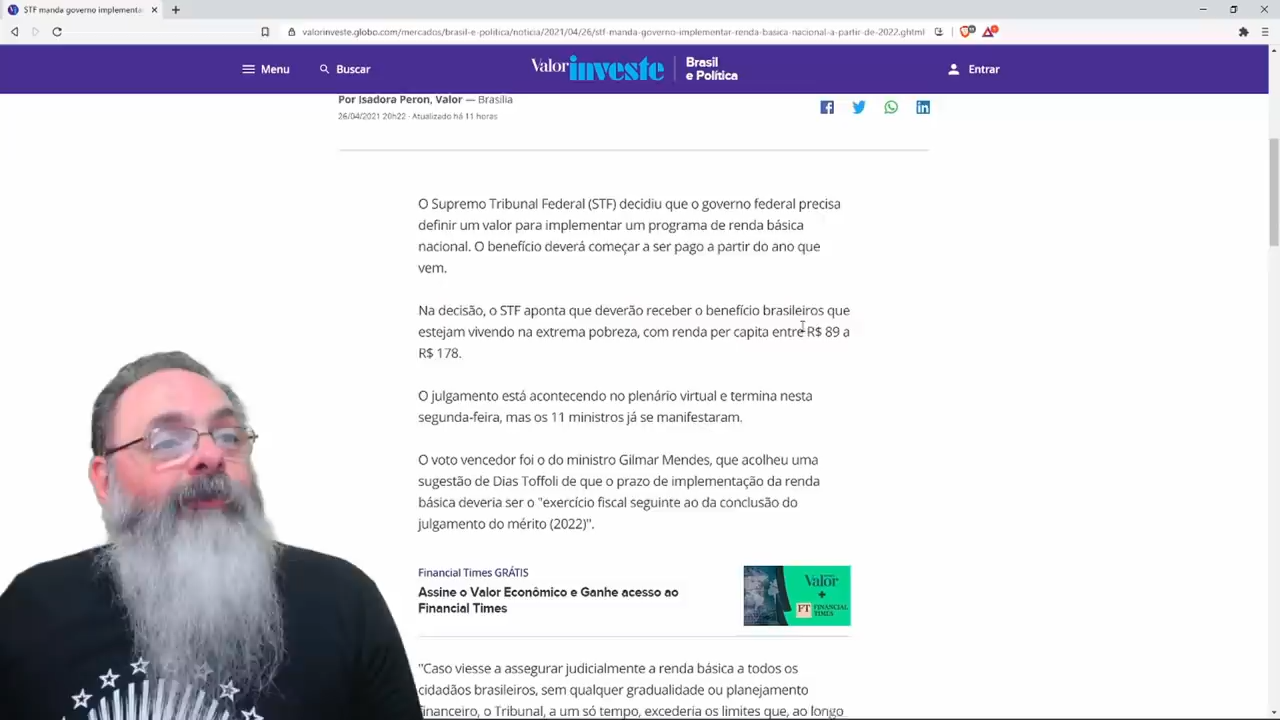 STF manda governo implementar
valorinveste.globo.com/mercados/brasil-e-politica/noticia/2021/04/26/stf-manda-governo-implementar-renda-basica-nacional-a-partir-de-2022.ghtml
Menu
Buscar
Valor investe
Brasil
e Política
Entrar
Por Isadora Peron, Valor — Brasília
26/04/2021 20h22 · Atualizado há 11 horas
O Supremo Tribunal Federal (STF) decidiu que o governo federal precisa
definir um valor para implementar um programa de renda básica
nacional. O benefício deverá começar a ser pago a partir do ano que
vem.
Na decisão, o STF aponta que deverão receber o benefício brasileiros que
estejam vivendo na extrema pobreza, com renda per capita entre R$ 89 a
R$ 178.
O julgamento está acontecendo no plenário virtual e termina nesta
segunda-feira, mas os 11 ministros já se manifestaram.
O voto vencedor foi o do ministro Gilmar Mendes, que acolheu uma
sugestão de Dias Toffoli de que o prazo de implementação da renda
básica deveria ser o "exercício fiscal seguinte ao da conclusão do
julgamento do mérito (2022)".
Financial Times GRÁTIS
Assine o Valor Econômico e Ganhe acesso ao
Financial Times
Valor
+
FT FINANCIAL
TIMES
"Caso viesse a assegurar judicialmente a renda básica a todos os
cidadãos brasileiros, sem qualquer gradualidade ou planejamento
financeiro, o Tribunal, a um só tempo, excederia os limites que, ao longo